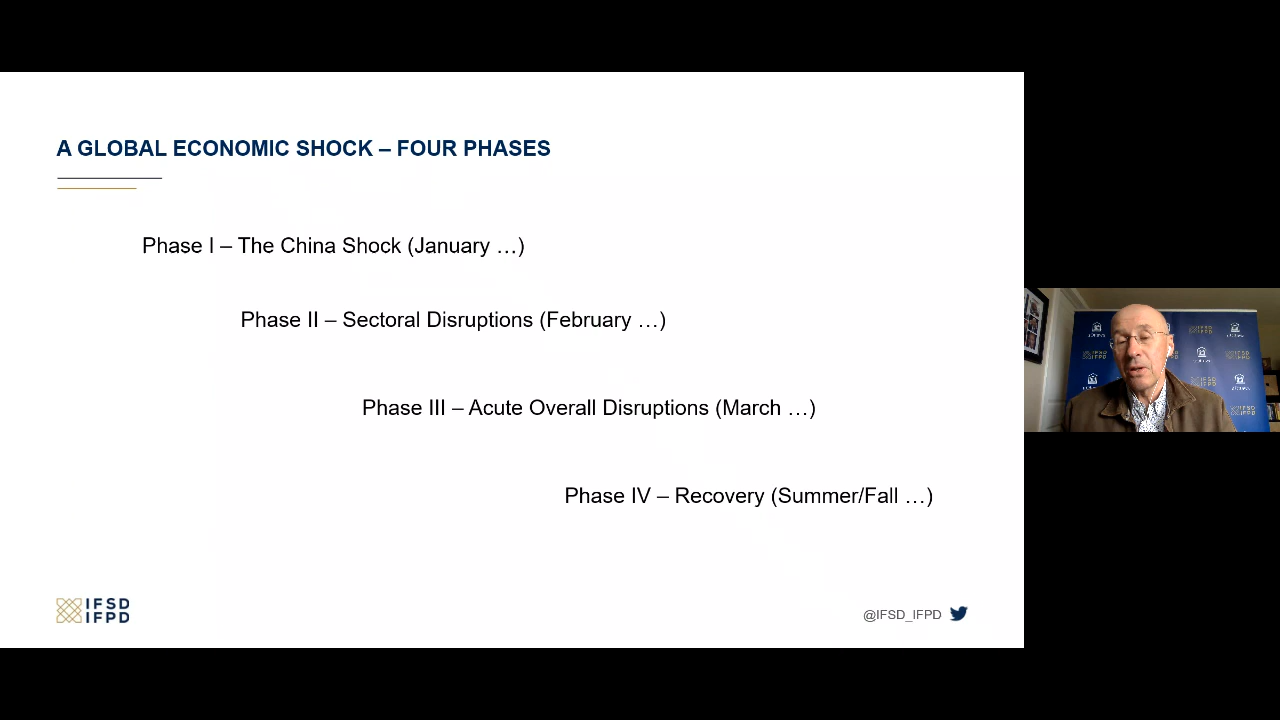 A GLOBAL ECONOMIC SHOCK – FOUR PHASES
Phase I – The China Shock (January …)
Phase II – Sectoral Disruptions (February …)
Phase III – Acute Overall Disruptions (March …)
Phase IV – Recovery (Summer/Fall …)
IFSD
IFPD
@IFSD_IFPD